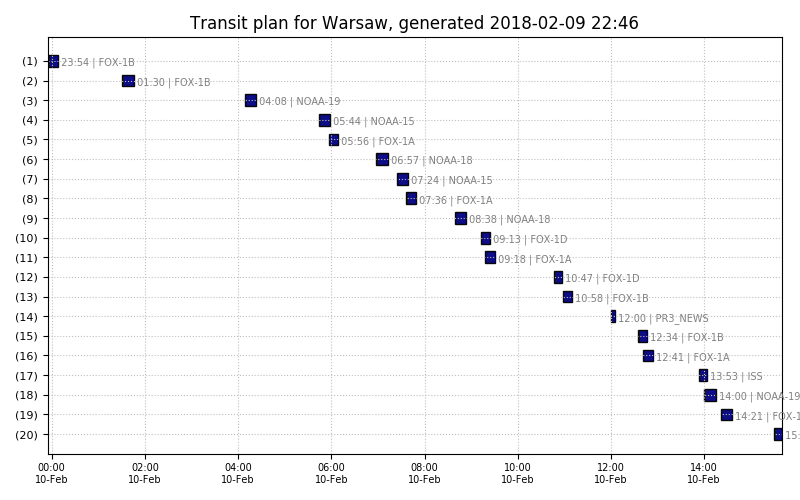 Transit plan for Warsaw, generated 2018-02-09 22:46
(1) 23:54 | FOX-1B
(2) 01:30 | FOX-1B
(3) 04:08 | NOAA-19
(4) 05:44 | NOAA-15
(5) 05:56 | FOX-1A
(6) 06:57 | NOAA-18
(7) 07:24 | NOAA-15
(8) 07:36 | FOX-1A
(9) 08:38 | NOAA-18
(10) 09:13 | FOX-1D
(11) 09:18 | FOX-1A
(12) 10:47 | FOX-1D
(13) 10:58 | FOX-1B
(14) 12:00 | PR3_NEWS
(15) 12:34 | FOX-1B
(16) 12:41 | FOX-1A
(17) 13:53 | ISS
(18) 14:00 | NOAA-19
(19) 14:21 | FOX-1
(20) 15:
00:00 02:00 04:00 06:00 08:00 10:00 12:00 14:00
10-Feb 10-Feb 10-Feb 10-Feb 10-Feb 10-Feb 10-Feb 10-Feb